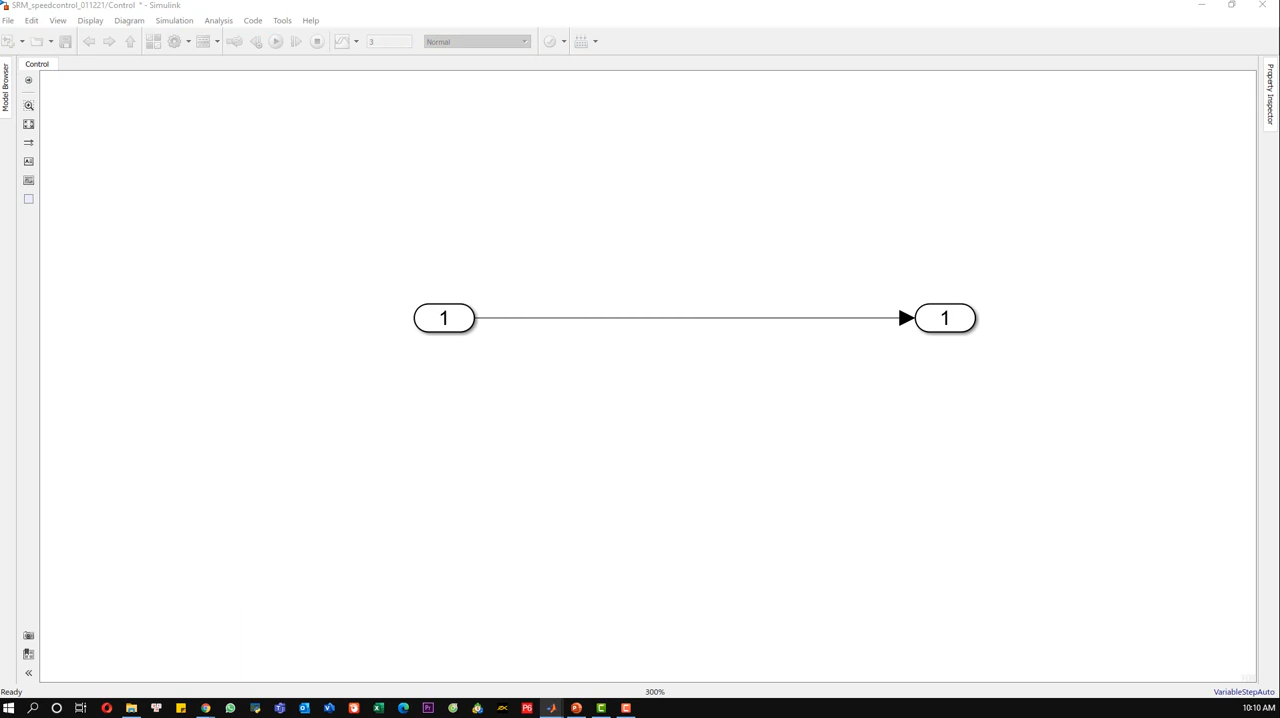 SRM_speedcontrol_011221/Control * - Simulink
File Edit View Display Diagram Simulation Analysis Code Tools Help
3 Normal
Control
Model Browser
Property Inspector
1 1
Ready 300% VariableStepAuto
10:10 AM